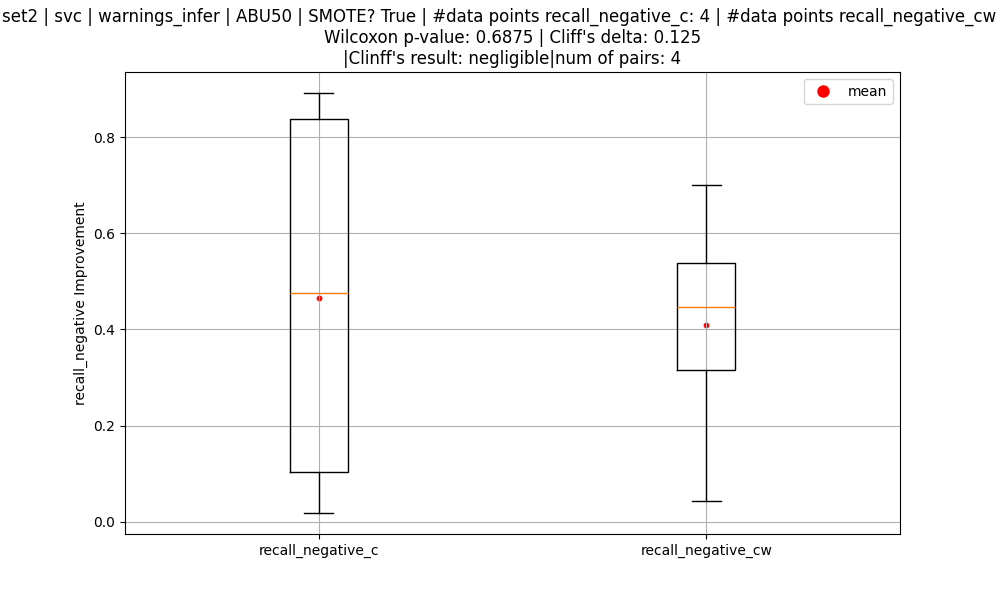 set2 | svc | warnings_infer | ABU50 | SMOTE? True | #data points recall_negative_c: 4 | #data points recall_negative_cw
Wilcoxon p-value: 0.6875 | Cliff's delta: 0.125
|Clinff's result: negligible|num of pairs: 4
mean
recall_negative Improvement
0.8
0.6
0.4
0.2
0.0
recall_negative_c
recall_negative_cw